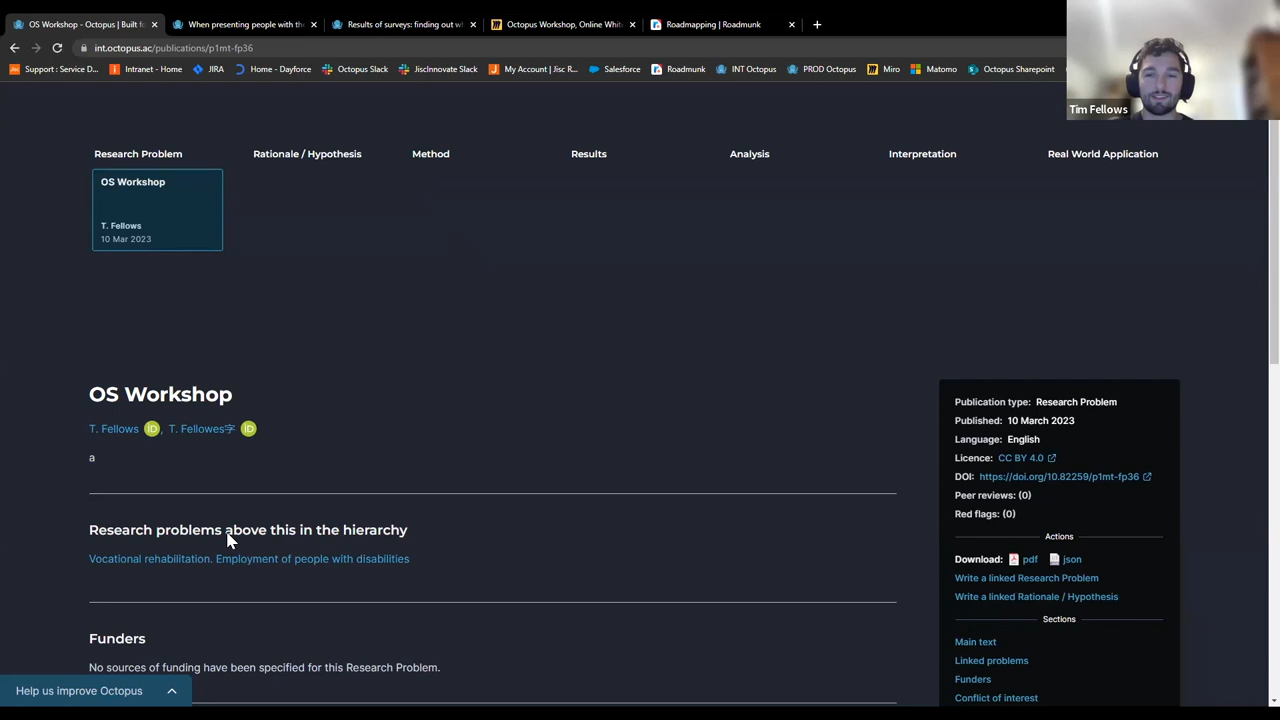 OS Workshop - Octopus | Built fo
When presenting people with the
Results of surveys: finding out w
Octopus Workshop, Online White
Roadmapping | Roadmunk
int.octopus.ac/publications/p1mt-fp36
Support : Service D...
Intranet - Home
JIRA
Home - Dayforce
Octopus Slack
JiscInnovate Slack
My Account | Jisc R...
Salesforce
Roadmunk
INT Octopus
PROD Octopus
Miro
Matomo
Octopus Sharepoint
Tim Fellows
Research Problem
Rationale / Hypothesis
Method
Results
Analysis
Interpretation
Real World Application
OS Workshop
T. Fellows
10 Mar 2023
OS Workshop
T. Fellows iD, T. Fellowes字 iD
a
Research problems above this in the hierarchy
Vocational rehabilitation. Employment of people with disabilities
Funders
No sources of funding have been specified for this Research Problem.
Help us improve Octopus
Publication type: Research Problem
Published: 10 March 2023
Language: English
Licence: CC BY 4.0
DOI: https://doi.org/10.82259/p1mt-fp36
Peer reviews: (0)
Red flags: (0)
Actions
Download: pdf json
Write a linked Research Problem
Write a linked Rationale / Hypothesis
Sections
Main text
Linked problems
Funders
Conflict of interest